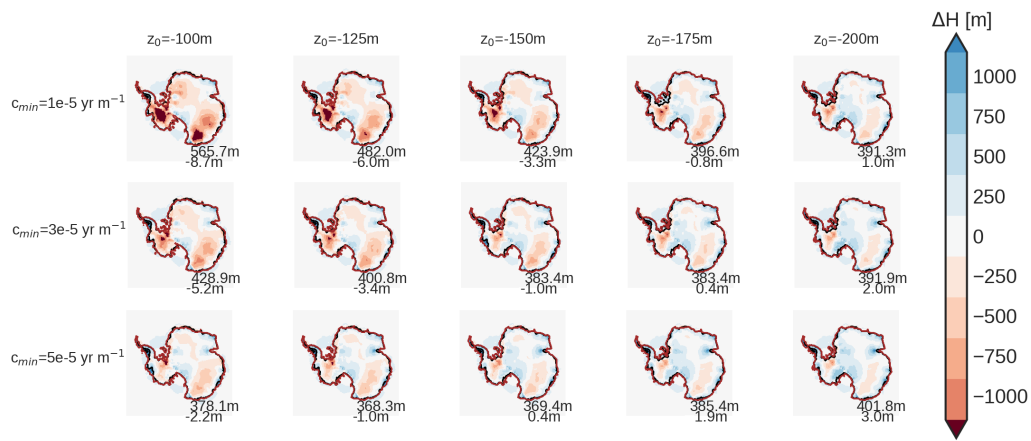 ΔH [m]
z₀=-100m z₀=-125m z₀=-150m z₀=-175m z₀=-200m
1000
c_min=1e-5 yr m⁻¹
750
565.7m 482.0m 423.9m 396.6m 391.3m
-8.7m -6.0m -3.3m -0.8m 1.0m
500
250
c_min=3e-5 yr m⁻¹
0
428.9m 400.8m 383.4m 383.4m 391.9m
-5.2m -3.4m -1.0m 0.4m 2.0m
−250
−500
c_min=5e-5 yr m⁻¹
−750
−1000
378.1m 368.3m 369.4m 385.4m 401.8m
-2.2m -1.0m 0.4m 1.9m 3.0m